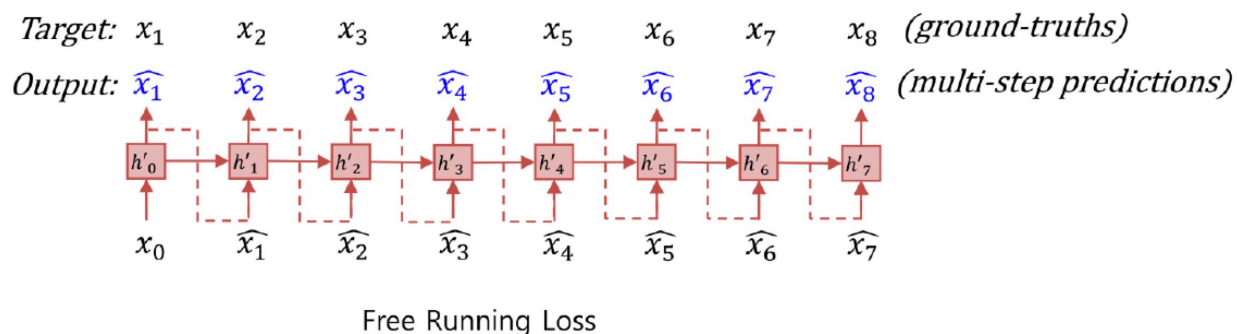 Target: x₁ x₂ x₃ x₄ x₅ x₆ x₇ x₈ (ground-truths)
Output: x̂₁ x̂₂ x̂₃ x̂₄ x̂₅ x̂₆ x̂₇ x̂₈ (multi-step predictions)
h'₀ h'₁ h'₂ h'₃ h'₄ h'₅ h'₆ h'₇
x₀ x̂₁ x̂₂ x̂₃ x̂₄ x̂₅ x̂₆ x̂₇
Free Running Loss